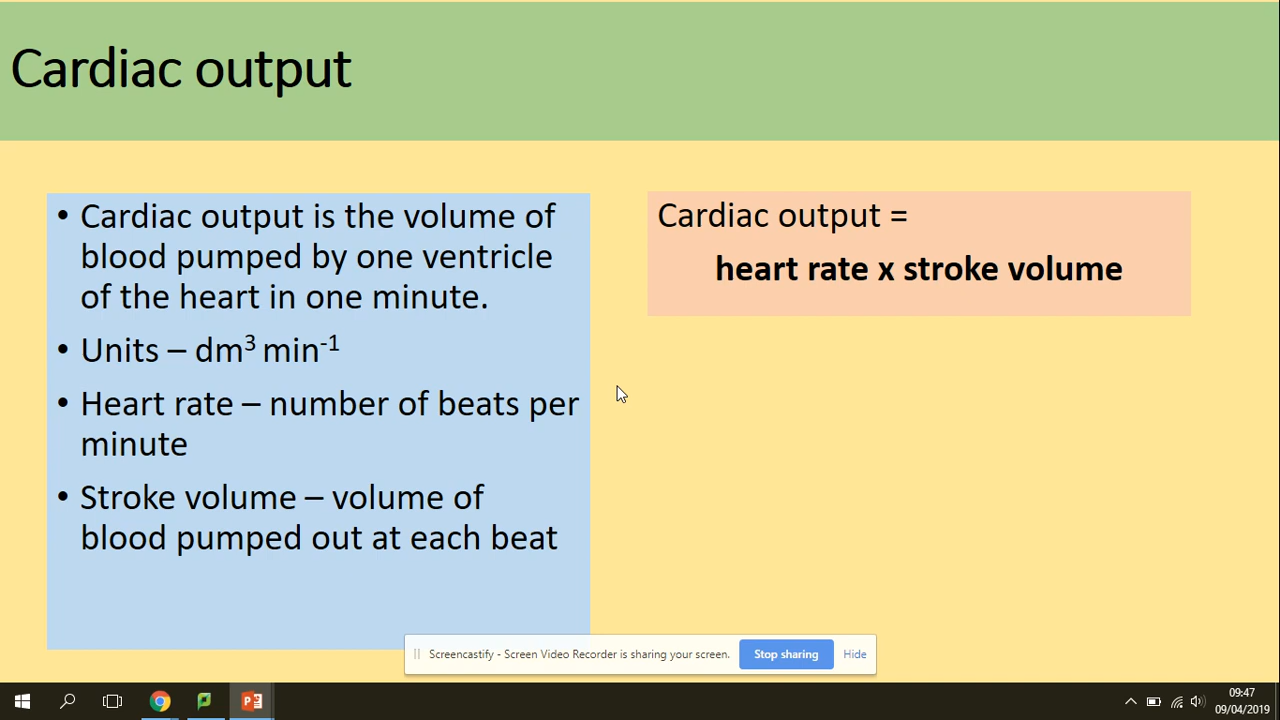 Cardiac output
• Cardiac output is the volume of
blood pumped by one ventricle
of the heart in one minute.
• Units – dm³ min⁻¹
• Heart rate – number of beats per
minute
• Stroke volume – volume of
blood pumped out at each beat
Cardiac output =
heart rate x stroke volume
Screencastify - Screen Video Recorder is sharing your screen.
Stop sharing
Hide
09:47
09/04/2019